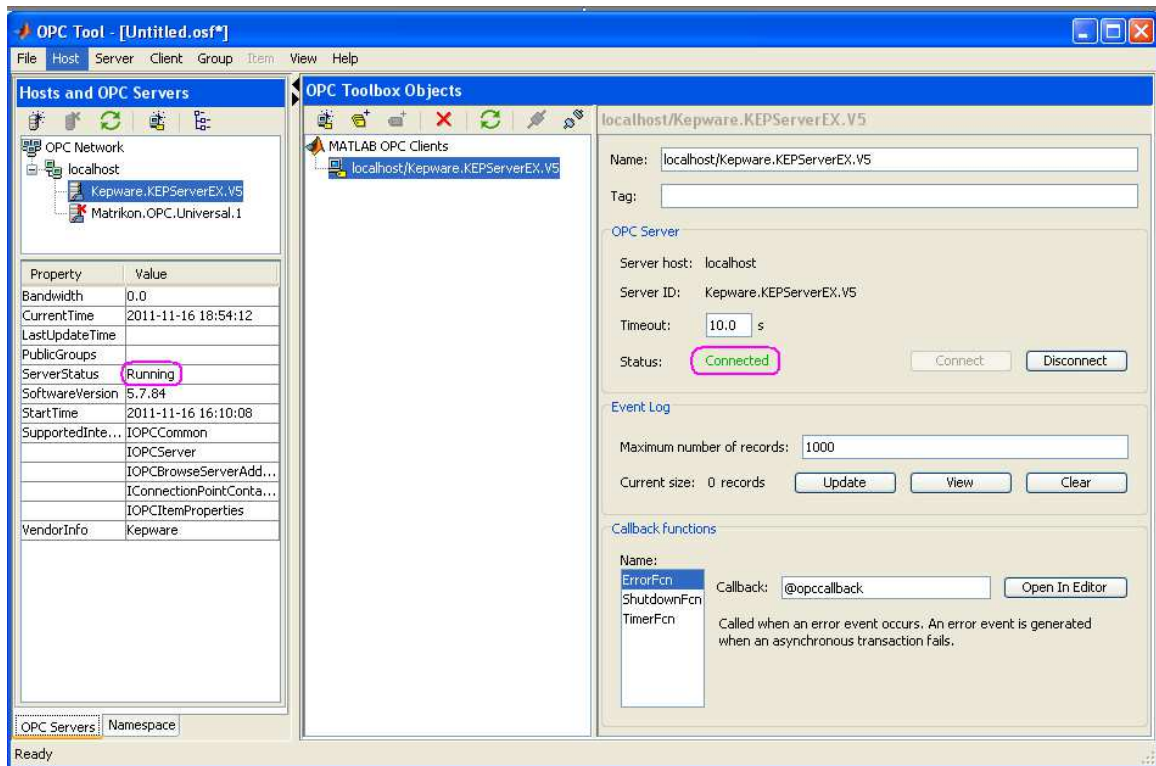 OPC Tool - [Untitled.osf*]
File Host Server Client Group Item View Help
Hosts and OPC Servers
OPC Network
localhost
Kepware.KEPServerEX.V5
Matrikon.OPC.Universal.1
Property Value
Bandwidth 0.0
CurrentTime 2011-11-16 18:54:12
LastUpdateTime
PublicGroups
ServerStatus Running
SoftwareVersion 5.7.84
StartTime 2011-11-16 16:10:08
SupportedInte... IOPCCommon
IOPCServer
IOPCBrowseServerAdd...
IConnectionPointConta...
IOPCItemProperties
VendorInfo Kepware
OPC Servers Namespace
Ready
OPC Toolbox Objects
MATLAB OPC Clients
localhost/Kepware.KEPServerEX.V5
localhost/Kepware.KEPServerEX.V5
Name: localhost/Kepware.KEPServerEX.V5
Tag:
OPC Server
Server host: localhost
Server ID: Kepware.KEPServerEX.V5
Timeout: 10.0 s
Status: Connected Connect Disconnect
Event Log
Maximum number of records: 1000
Current size: 0 records Update View Clear
Callback functions
Name:
ErrorFcn
ShutdownFcn
TimerFcn
Callback: @opccallback Open In Editor
Called when an error event occurs. An error event is generated
when an asynchronous transaction fails.